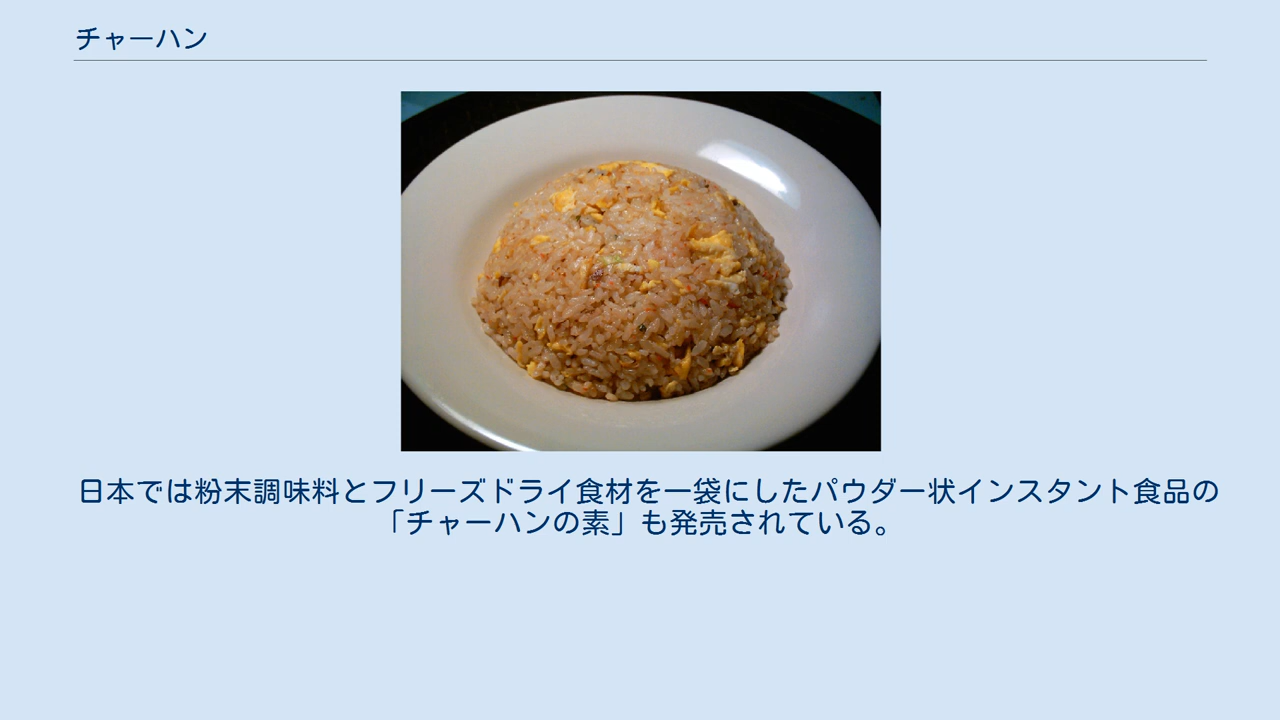 チャーハン
日本では粉末調味料とフリーズドライ食材を一袋にしたパウダー状インスタント食品の
「チャーハンの素」も発売されている。